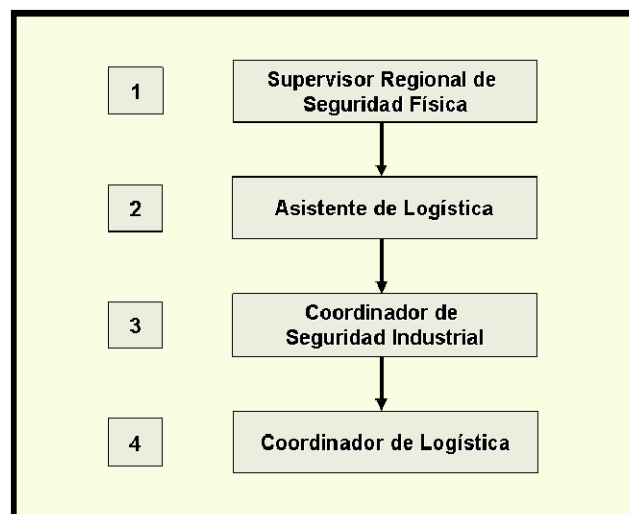 1
Supervisor Regional de
Seguridad Física
2
Asistente de Logística
3
Coordinador de
Seguridad Industrial
4
Coordinador de Logística